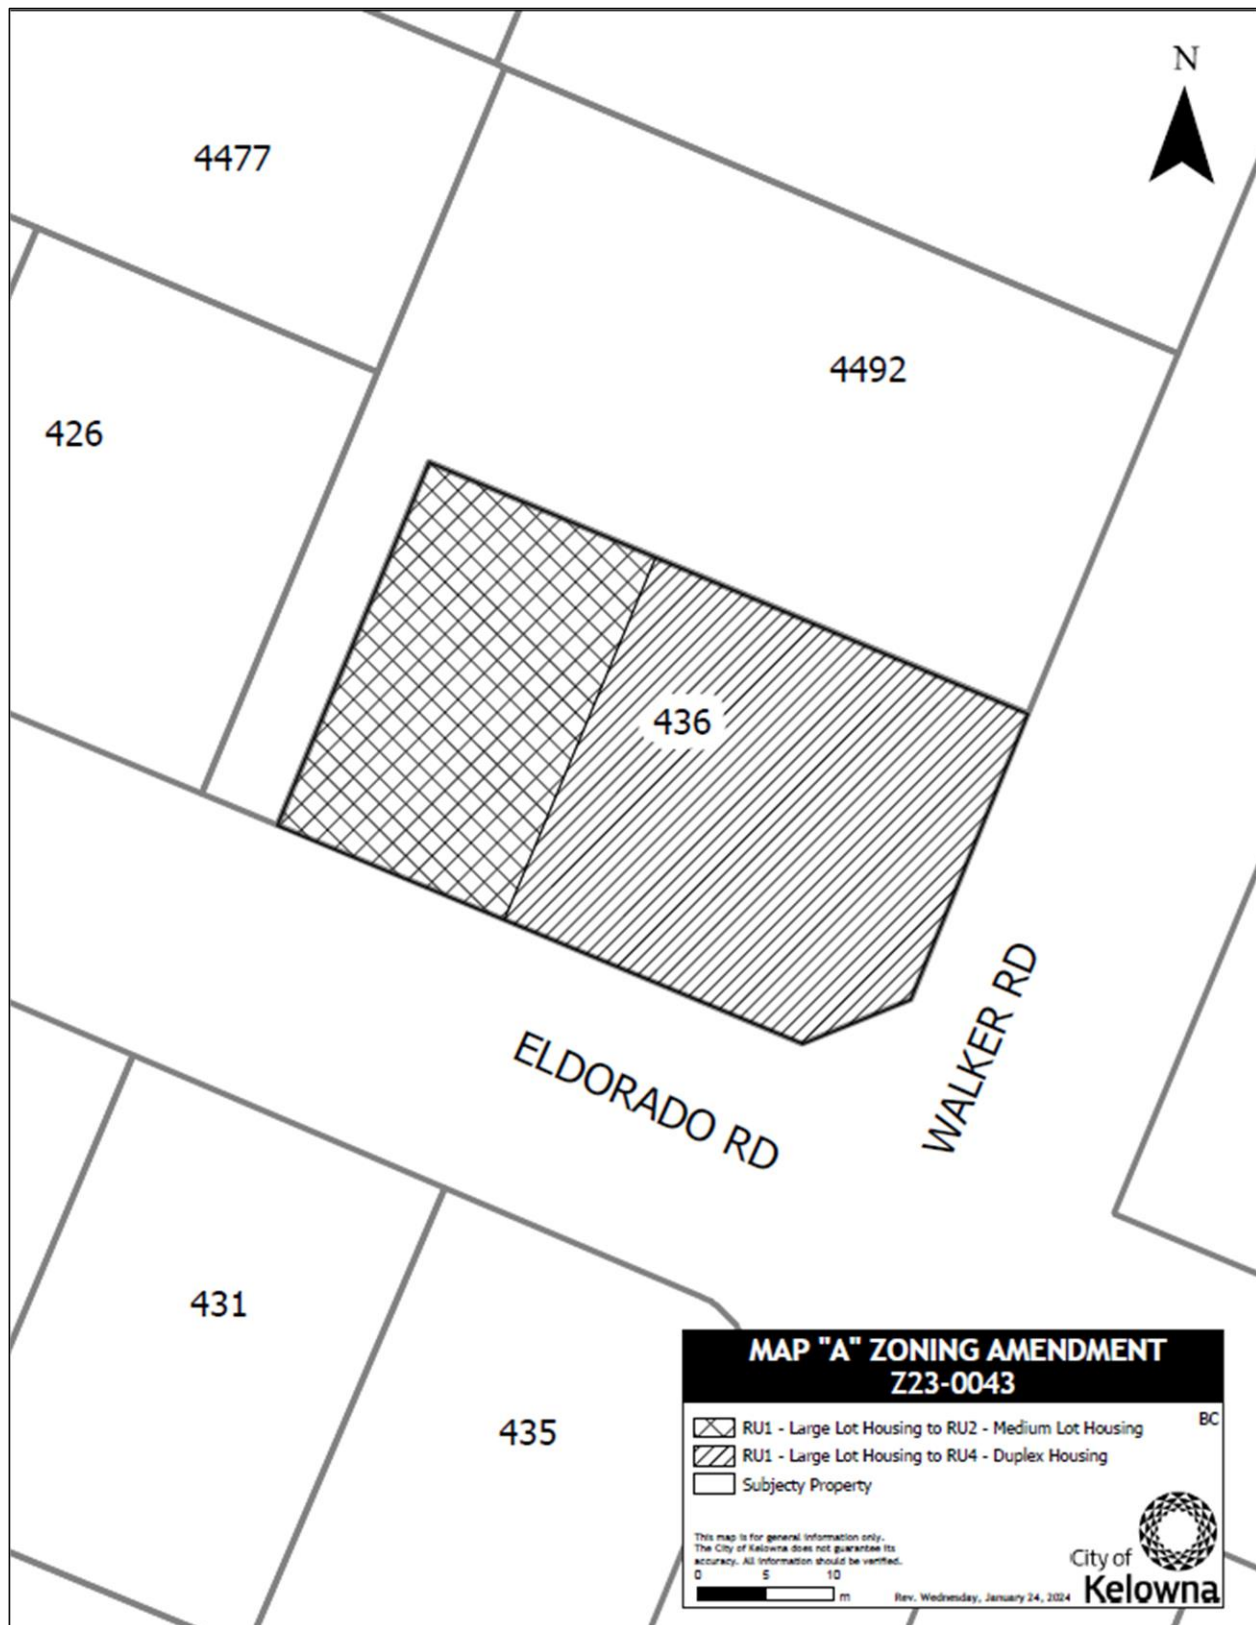 N
4477
4492
426
436
WALKER RD
ELDORADO RD
431
435
MAP "A" ZONING AMENDMENT
Z23-0043
BC
RU1 - Large Lot Housing to RU2 - Medium Lot Housing
RU1 - Large Lot Housing to RU4 - Duplex Housing
Subjecty Property
This map is for general information only.
The City of Kelowna does not guarantee its
accuracy. All information should be verified.
0 5 10
m
Rev. Wednesday, January 24, 2024
City of
Kelowna